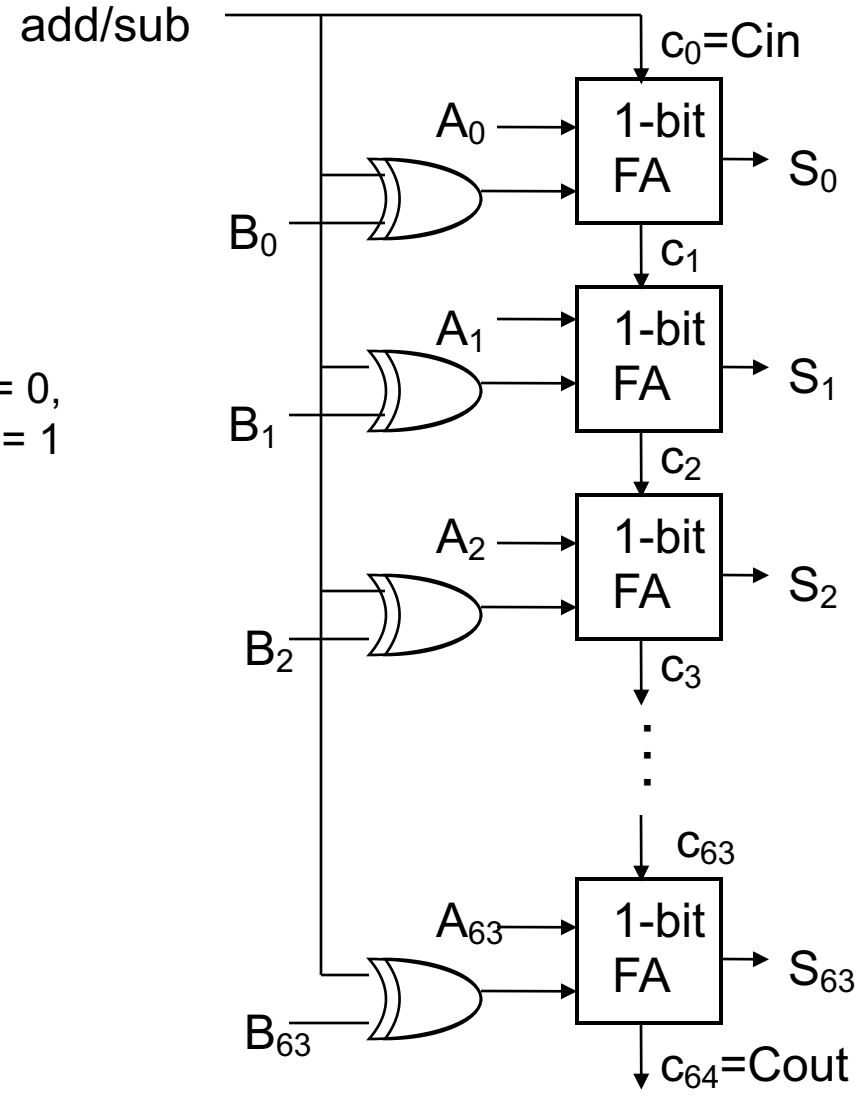 add/sub
c₀=Cin
A₀
1-bit
FA
S₀
B₀
c₁
A₁
1-bit
FA
S₁
= 0,
B₁
= 1
c₂
A₂
1-bit
FA
S₂
B₂
c₃
⋮
c₆₃
A₆₃
1-bit
FA
S₆₃
B₆₃
c₆₄=Cout